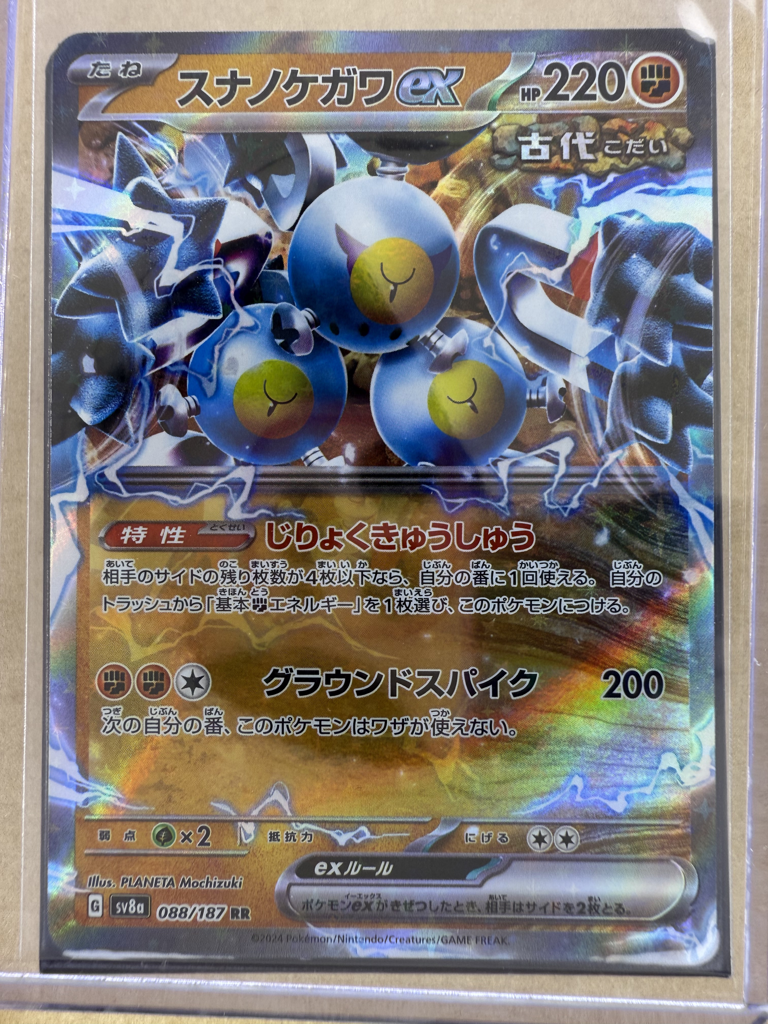 たね スナノケガワex HP220
古代 こだい
特性 とくせい じりょくきゅうしゅう
相手のサイドの残り枚数が4枚以下なら、自分の番に1回使える。自分の
トラッシュから「基本エネルギー」を1枚選び、このポケモンにつける。
グラウンドスパイク 200
次の自分の番、このポケモンはワザが使えない。
弱点 ×2 抵抗力 にげる
exルール
ポケモンexがきぜつしたとき、相手はサイドを2枚とる。
Illus. PLANETA Mochizuki
G sv8a 088/187 RR
©2024 Pokémon/Nintendo/Creatures/GAME FREAK.